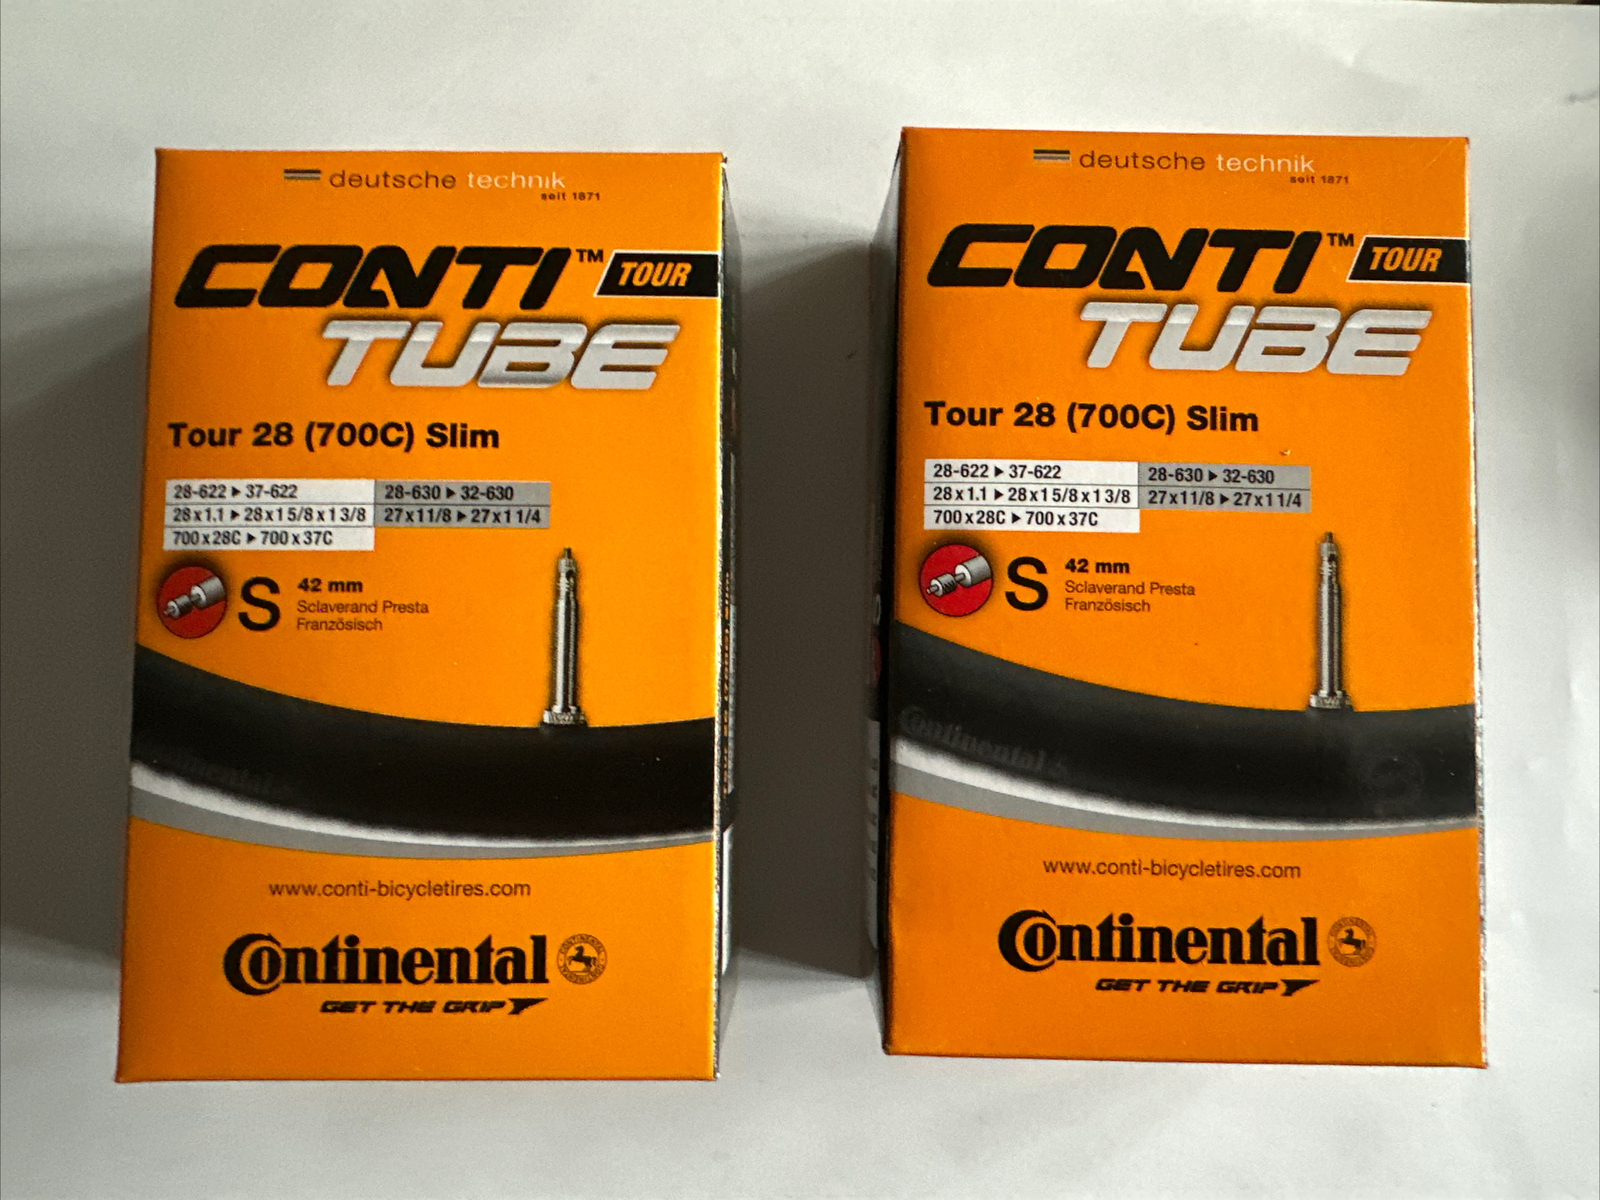 deutsche technik
seit 1871
CONTI™ TOUR
TUBE
Tour 28 (700C) Slim
28-622 ▸ 37-622
28 x 1.1 ▸ 28 x 1 5/8 x 1 3/8
700 x 28C ▸ 700 x 37C
28-630 ▸ 32-630
27 x 1 1/8 ▸ 27 x 1 1/4
S
42 mm
Sclaverand Presta
Französisch
Continental
www.conti-bicycletires.com
Continental
GET THE GRIP
deutsche technik
seit 1871
CONTI™ TOUR
TUBE
Tour 28 (700C) Slim
28-622 ▸ 37-622
28 x 1.1 ▸ 28 x 1 5/8 x 1 3/8
700 x 28C ▸ 700 x 37C
28-630 ▸ 32-630
27 x 1 1/8 ▸ 27 x 1 1/4
S
42 mm
Sclaverand Presta
Französisch
Continental
www.conti-bicycletires.com
Continental
GET THE GRIP